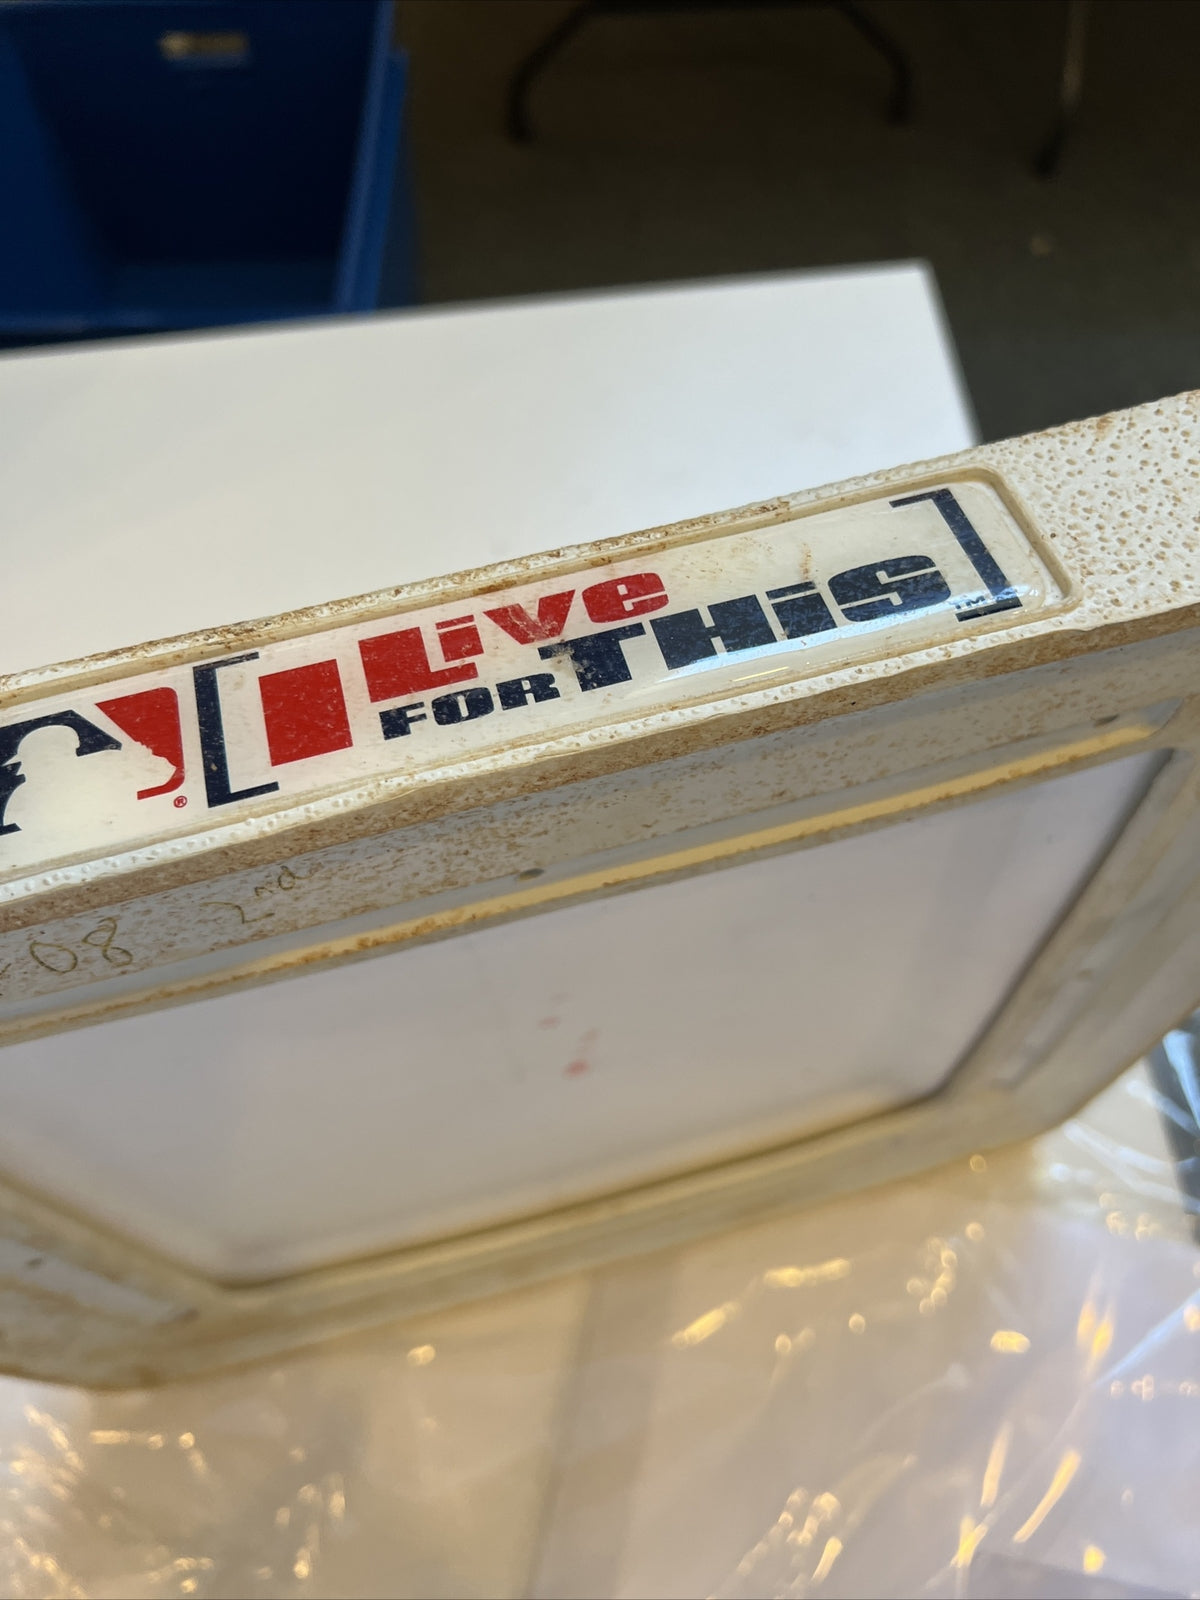 [ I Live
FOR THiS ]™
®
08 2nd